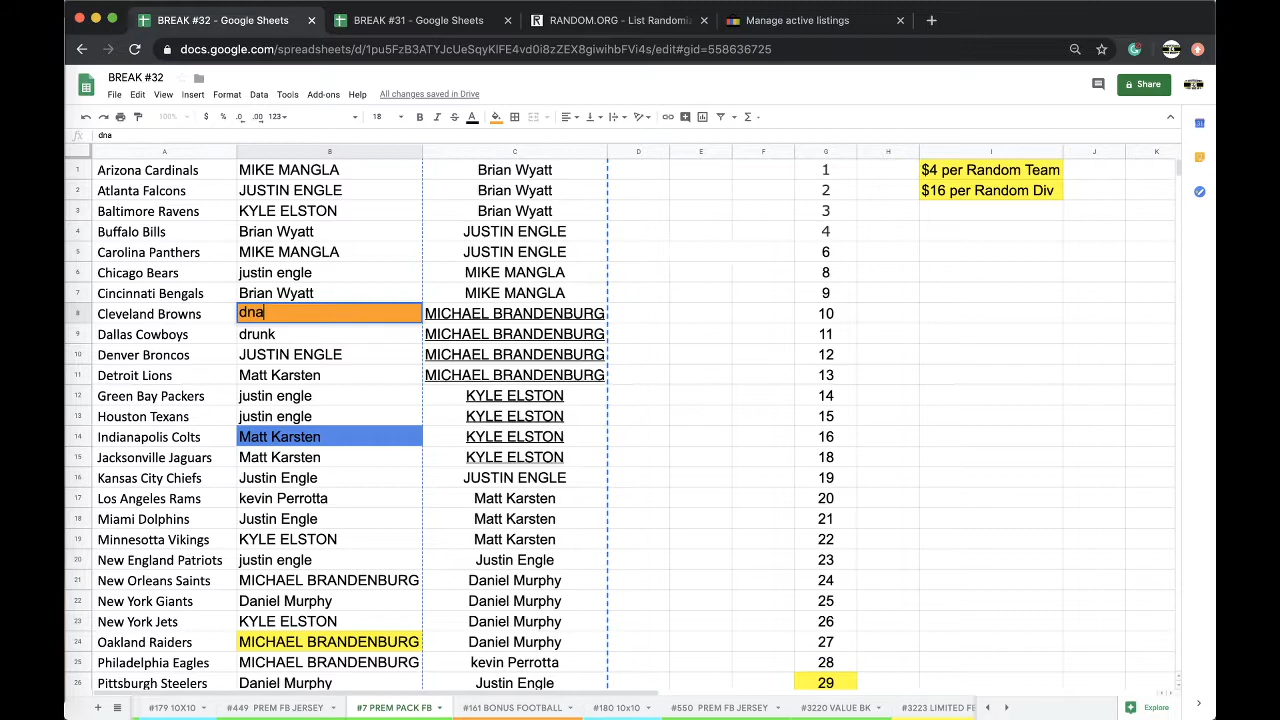 BREAK #32 - Google Sheets
BREAK #31 - Google Sheets
RANDOM.ORG - List Randomiz
Manage active listings
docs.google.com/spreadsheets/d/1pu5FzB3ATYJcUeSqyKIFE4vd0i8zZEX8giwihbFVi4s/edit#gid=558636725
BREAK #32
File Edit View Insert Format Data Tools Add-ons Help All changes saved in Drive
Share
100% $ % .0 .00 123 18 B I S A
fx dna
A B C D E F G H I J K
1 Arizona Cardinals MIKE MANGLA Brian Wyatt 1 $4 per Random Team
2 Atlanta Falcons JUSTIN ENGLE Brian Wyatt 2 $16 per Random Div
3 Baltimore Ravens KYLE ELSTON Brian Wyatt 3
4 Buffalo Bills Brian Wyatt JUSTIN ENGLE 4
5 Carolina Panthers MIKE MANGLA JUSTIN ENGLE 6
6 Chicago Bears justin engle MIKE MANGLA 8
7 Cincinnati Bengals Brian Wyatt MIKE MANGLA 9
8 Cleveland Browns dna MICHAEL BRANDENBURG 10
9 Dallas Cowboys drunk MICHAEL BRANDENBURG 11
10 Denver Broncos JUSTIN ENGLE MICHAEL BRANDENBURG 12
11 Detroit Lions Matt Karsten MICHAEL BRANDENBURG 13
12 Green Bay Packers justin engle KYLE ELSTON 14
13 Houston Texans justin engle KYLE ELSTON 15
14 Indianapolis Colts Matt Karsten KYLE ELSTON 16
15 Jacksonville Jaguars Matt Karsten KYLE ELSTON 18
16 Kansas City Chiefs Justin Engle JUSTIN ENGLE 19
17 Los Angeles Rams kevin Perrotta Matt Karsten 20
18 Miami Dolphins Justin Engle Matt Karsten 21
19 Minnesotta Vikings KYLE ELSTON Matt Karsten 22
20 New England Patriots justin engle Justin Engle 23
21 New Orleans Saints MICHAEL BRANDENBURG Daniel Murphy 24
22 New York Giants Daniel Murphy Daniel Murphy 25
23 New York Jets KYLE ELSTON Daniel Murphy 26
24 Oakland Raiders MICHAEL BRANDENBURG Daniel Murphy 27
25 Philadelphia Eagles MICHAEL BRANDENBURG kevin Perrotta 28
26 Pittsburgh Steelers Daniel Murphy Justin Engle 29
#179 10X10 #449 PREM FB JERSEY #7 PREM PACK FB #161 BONUS FOOTBALL #180 10x10 #550 PREM FB JERSEY #3220 VALUE BK #3223 LIMITED FB Explore